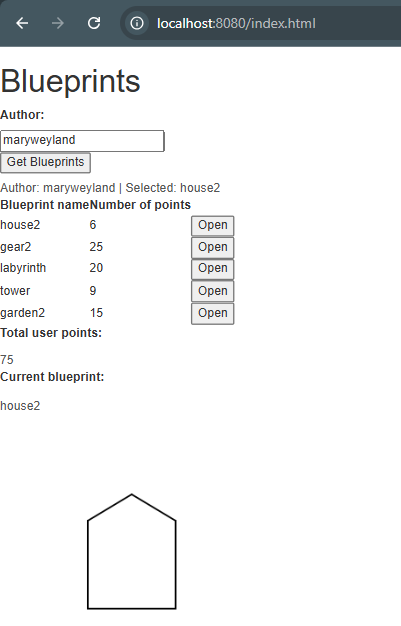 localhost:8080/index.html
Blueprints
Author:
maryweyland
Get Blueprints
Author: maryweyland | Selected: house2
Blueprint nameNumber of points
house2 6 Open
gear2 25 Open
labyrinth 20 Open
tower 9 Open
garden2 15 Open
Total user points:
75
Current blueprint:
house2